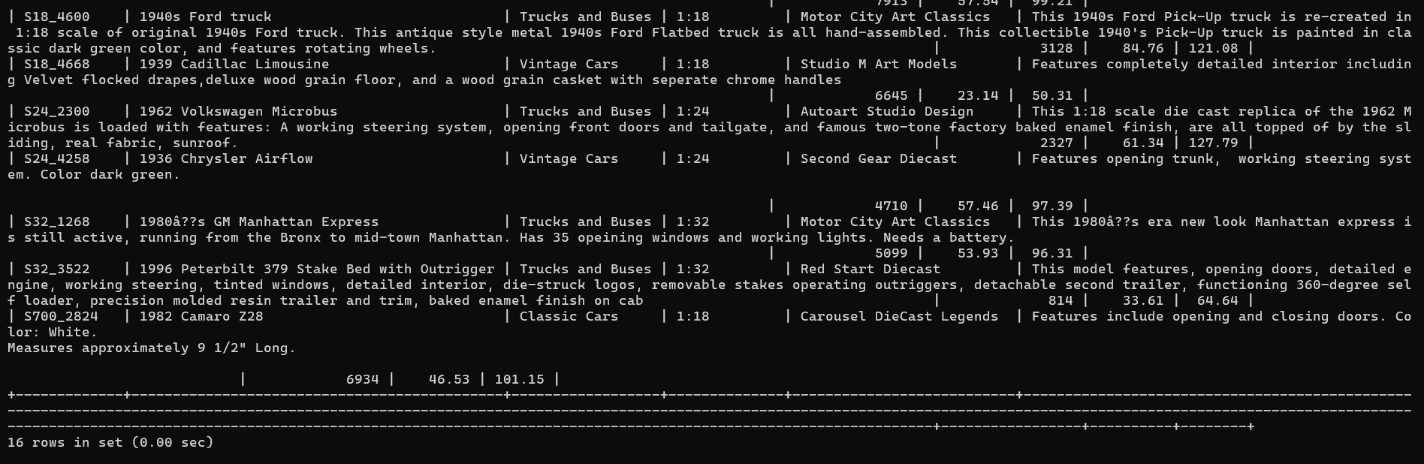 | 7913 | 57.54 | 99.21 |
| S18_4600 | 1940s Ford truck | Trucks and Buses | 1:18 | Motor City Art Classics | This 1940s Ford Pick-Up truck is re-created in
1:18 scale of original 1940s Ford truck. This antique style metal 1940s Ford Flatbed truck is all hand-assembled. This collectible 1940's Pick-Up truck is painted in cla
ssic dark green color, and features rotating wheels. | 3128 | 84.76 | 121.08 |
| S18_4668 | 1939 Cadillac Limousine | Vintage Cars | 1:18 | Studio M Art Models | Features completely detailed interior includin
g Velvet flocked drapes,deluxe wood grain floor, and a wood grain casket with seperate chrome handles
| 6645 | 23.14 | 50.31 |
| S24_2300 | 1962 Volkswagen Microbus | Trucks and Buses | 1:24 | Autoart Studio Design | This 1:18 scale die cast replica of the 1962 M
icrobus is loaded with features: A working steering system, opening front doors and tailgate, and famous two-tone factory baked enamel finish, are all topped of by the sl
iding, real fabric, sunroof. | 2327 | 61.34 | 127.79 |
| S24_4258 | 1936 Chrysler Airflow | Vintage Cars | 1:24 | Second Gear Diecast | Features opening trunk,  working steering syst
em. Color dark green.
| 4710 | 57.46 | 97.39 |
| S32_1268 | 1980â??s GM Manhattan Express | Trucks and Buses | 1:32 | Motor City Art Classics | This 1980â??s era new look Manhattan express i
s still active, running from the Bronx to mid-town Manhattan. Has 35 opeining windows and working lights. Needs a battery.
| 5099 | 53.93 | 96.31 |
| S32_3522 | 1996 Peterbilt 379 Stake Bed with Outrigger | Trucks and Buses | 1:32 | Red Start Diecast | This model features, opening doors, detailed e
ngine, working steering, tinted windows, detailed interior, die-struck logos, removable stakes operating outriggers, detachable second trailer, functioning 360-degree sel
f loader, precision molded resin trailer and trim, baked enamel finish on cab | 814 | 33.61 | 64.64 |
| S700_2824 | 1982 Camaro Z28 | Classic Cars | 1:18 | Carousel DieCast Legends | Features include opening and closing doors. Co
lor: White.
Measures approximately 9 1/2" Long.
| 6934 | 46.53 | 101.15 |
16 rows in set (0.00 sec)